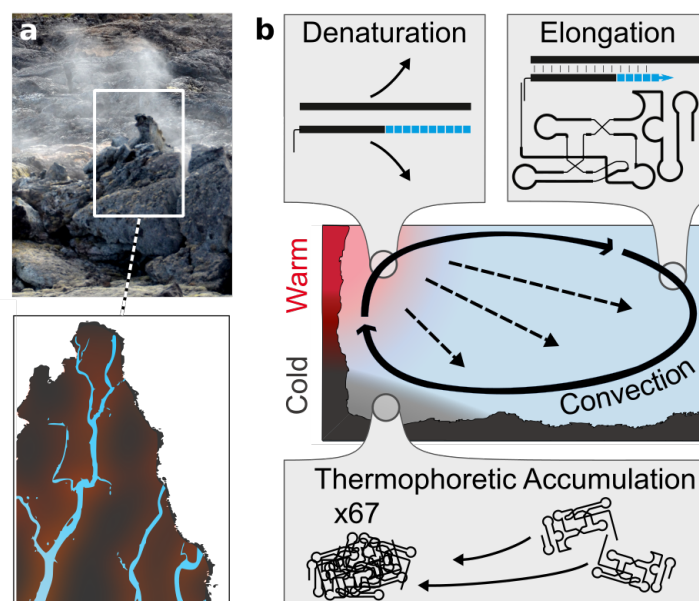 a
b
Denaturation
Elongation
Warm
Cold
Convection
Thermophoretic Accumulation
x67